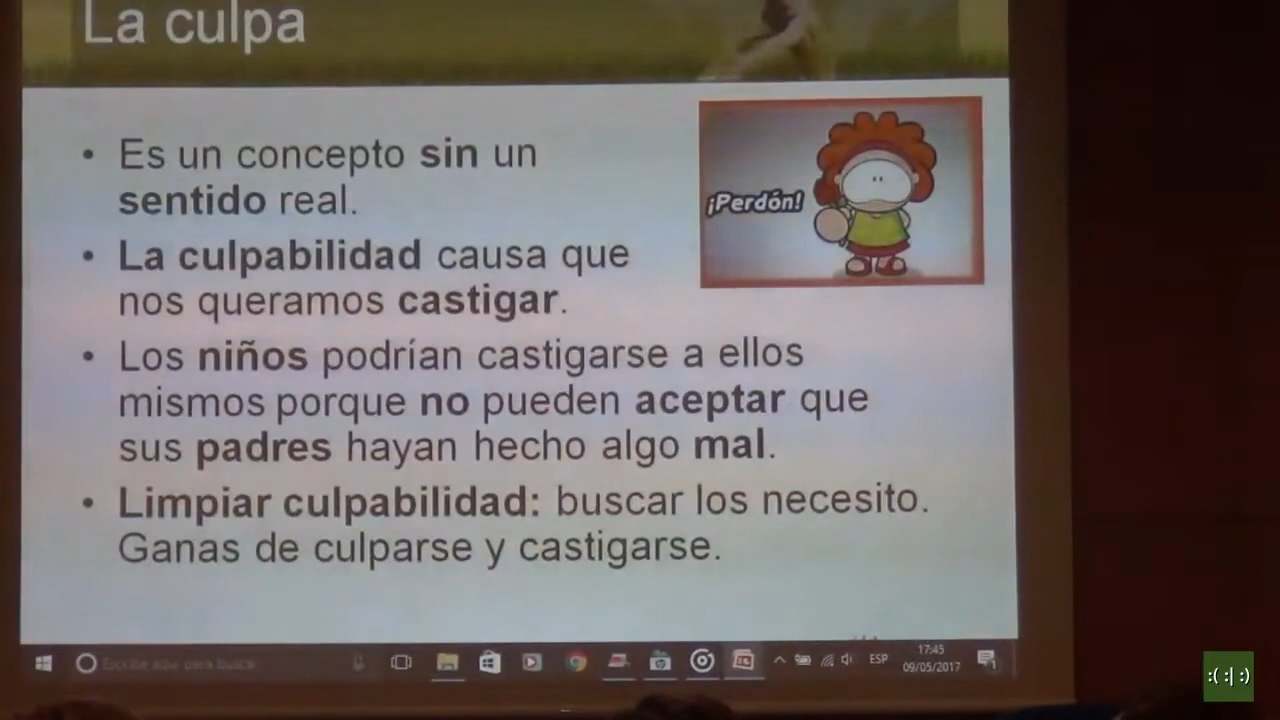 La culpa
• Es un concepto sin un
sentido real.
¡Perdón!
• La culpabilidad causa que
nos queramos castigar.
• Los niños podrían castigarse a ellos
mismos porque no pueden aceptar que
sus padres hayan hecho algo mal.
• Limpiar culpabilidad: buscar los necesito.
Ganas de culparse y castigarse.
Escribe aquí para buscar
ESP
17:45
09/05/2017
:( :| :)